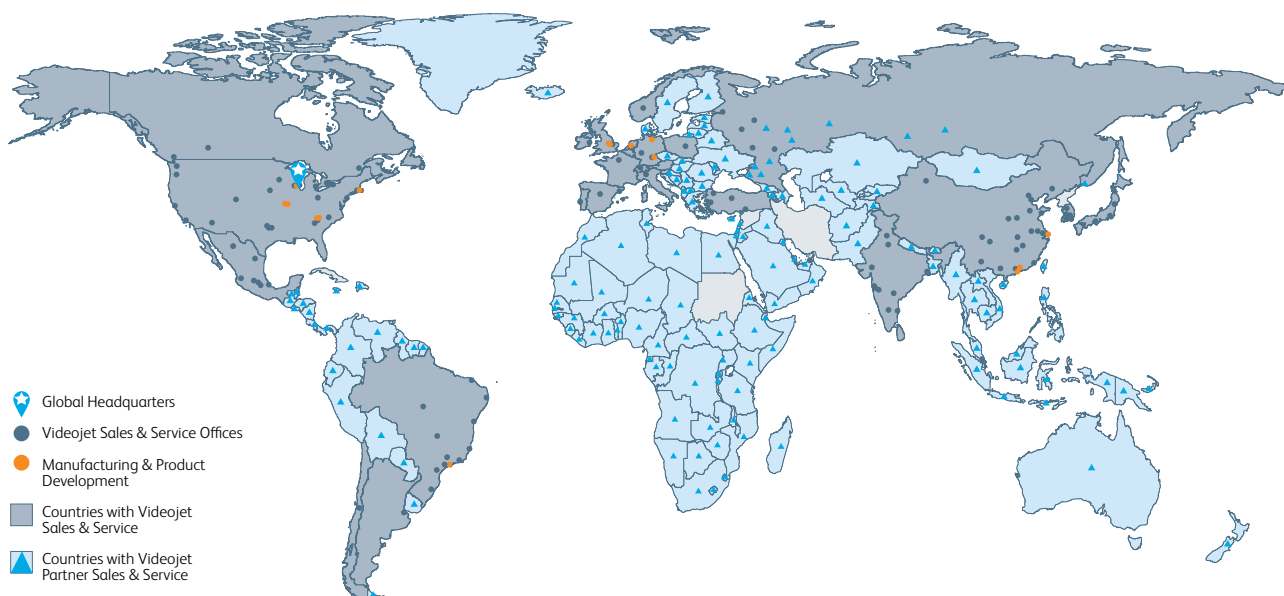 Global Headquarters
Videojet Sales & Service Offices
Manufacturing & Product
Development
Countries with Videojet
Sales & Service
Countries with Videojet
Partner Sales & Service